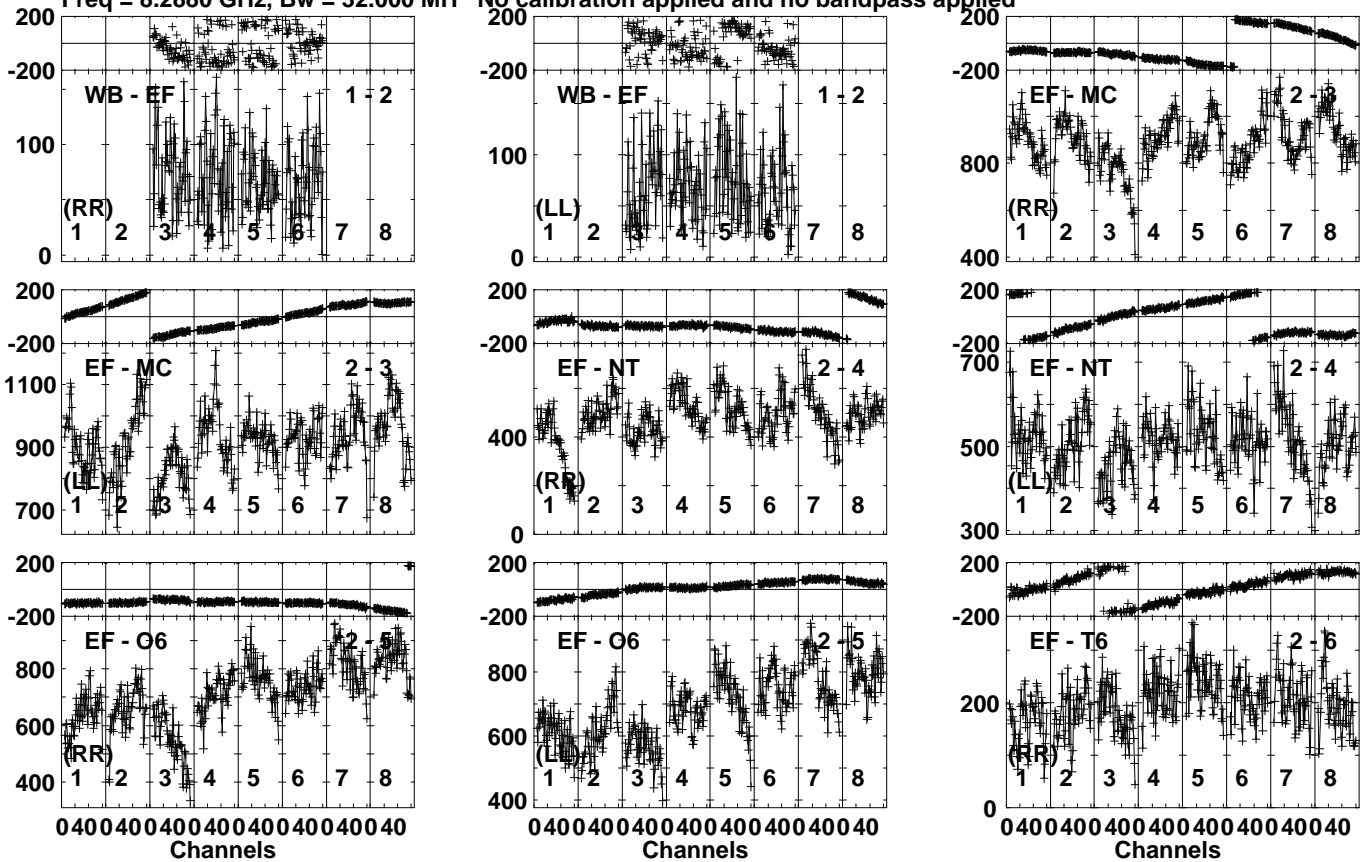 Freq = 8.2880 GHz, Bw = 32.000 MH No calibration applied and no bandpass applied
200 200 200
-200 -200 -200
WB - EF 1 - 2 WB - EF 1 - 2 EF - MC 2 - 3
100 100 800
(RR) (LL) (RR)
1 2 3 4 5 6 7 8 1 2 3 4 5 6 7 8 1 2 3 4 5 6 7 8
0 0 400
200 200 200
-200 -200 -200
EF - MC 2 - 3 EF - NT 2 - 4 EF - NT 2 - 4
1100 700
900 400 500
(LL) (RR) (LL)
1 2 3 4 5 6 7 8 1 2 3 4 5 6 7 8 1 2 3 4 5 6 7 8
700 0 300
200 200 200
-200 -200 -200
EF - O6 2 - 5 EF - O6 2 - 5 EF - T6 2 - 6
800 800 200
600 600
(RR) (LL) (RR)
1 2 3 4 5 6 7 8 1 2 3 4 5 6 7 8 1 2 3 4 5 6 7 8
400 400 0
0 40 0 40 0 40 0 40 0 40 0 40 0 40 0 40 0 40 0 40 0 40 0 40 0 40 0 40 0 40 0 40 0 40 0 40 0 40 0 40 0 40 0 40 0 40 0 40
Channels Channels Channels